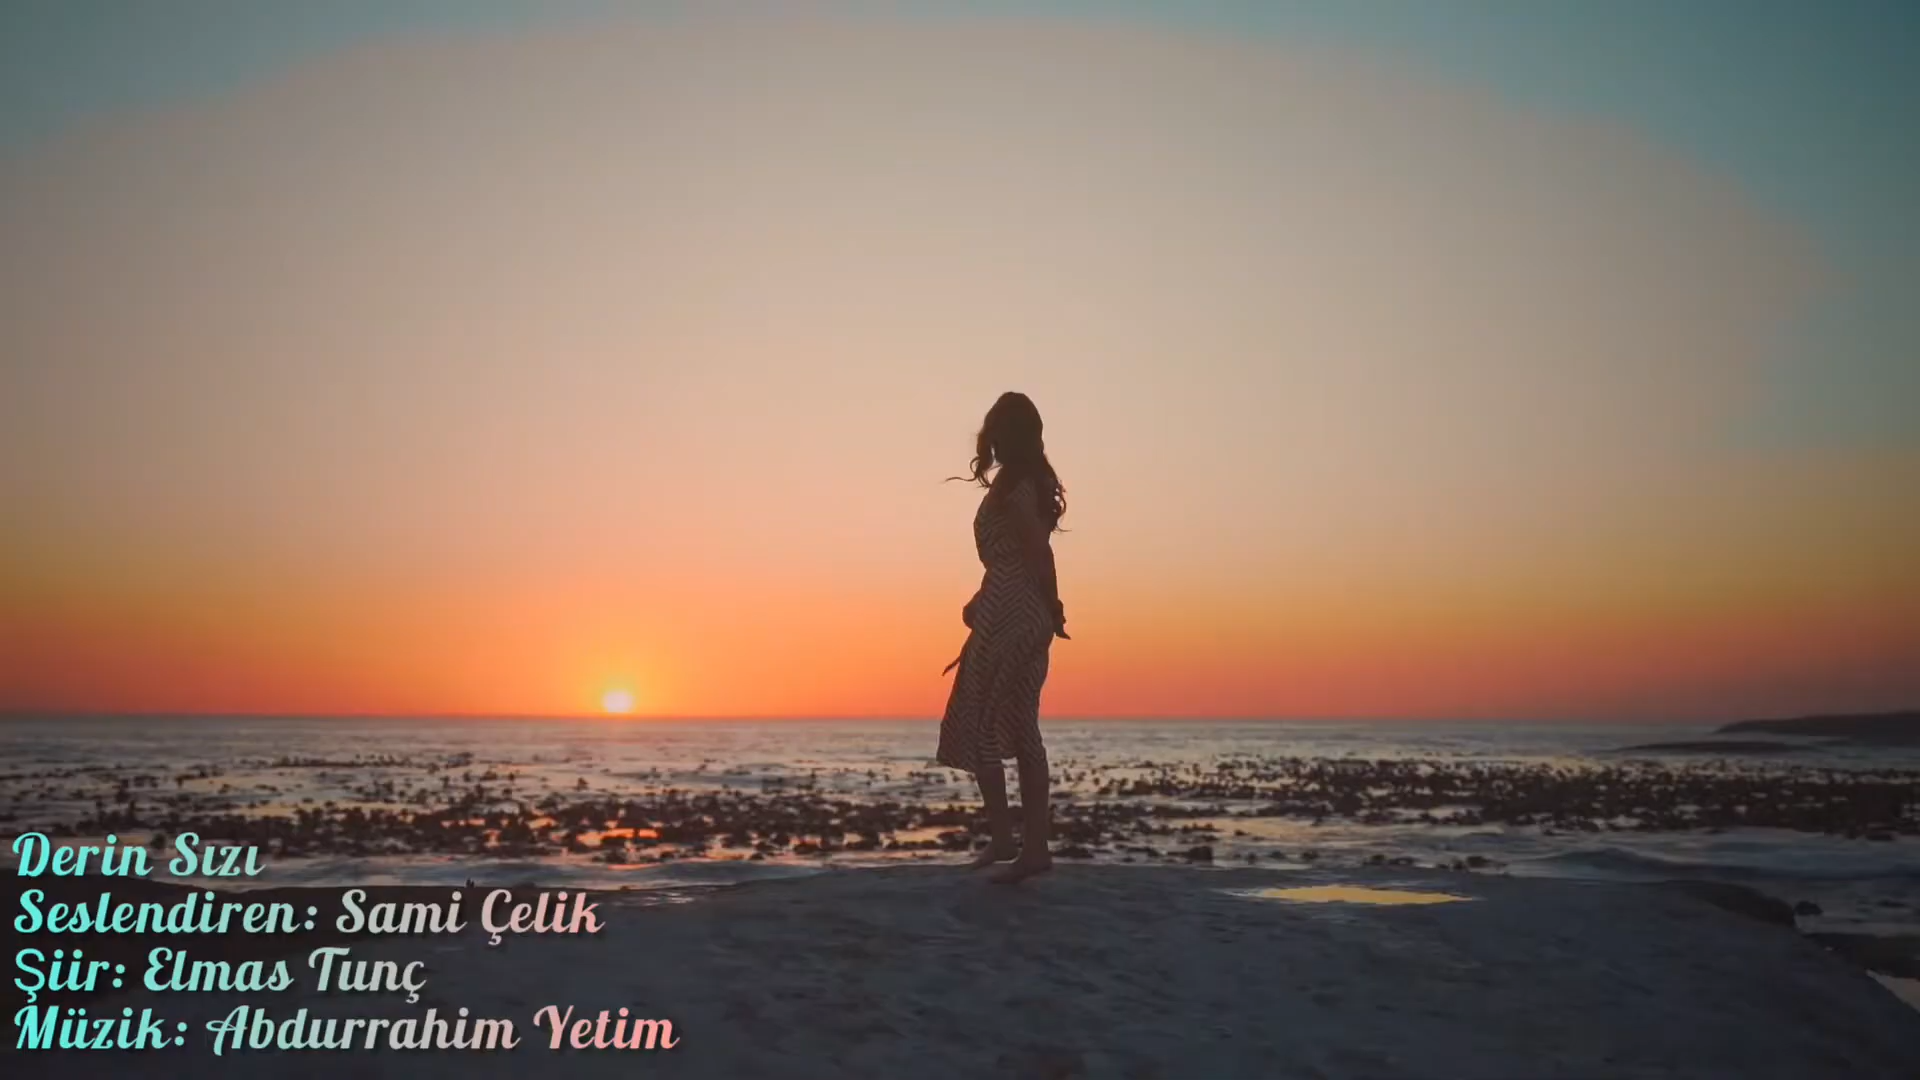 Derin Sızı
Seslendiren: Sami Çelik
Şiir: Elmas Tunç
Müzik: Abdurrahim Yetim